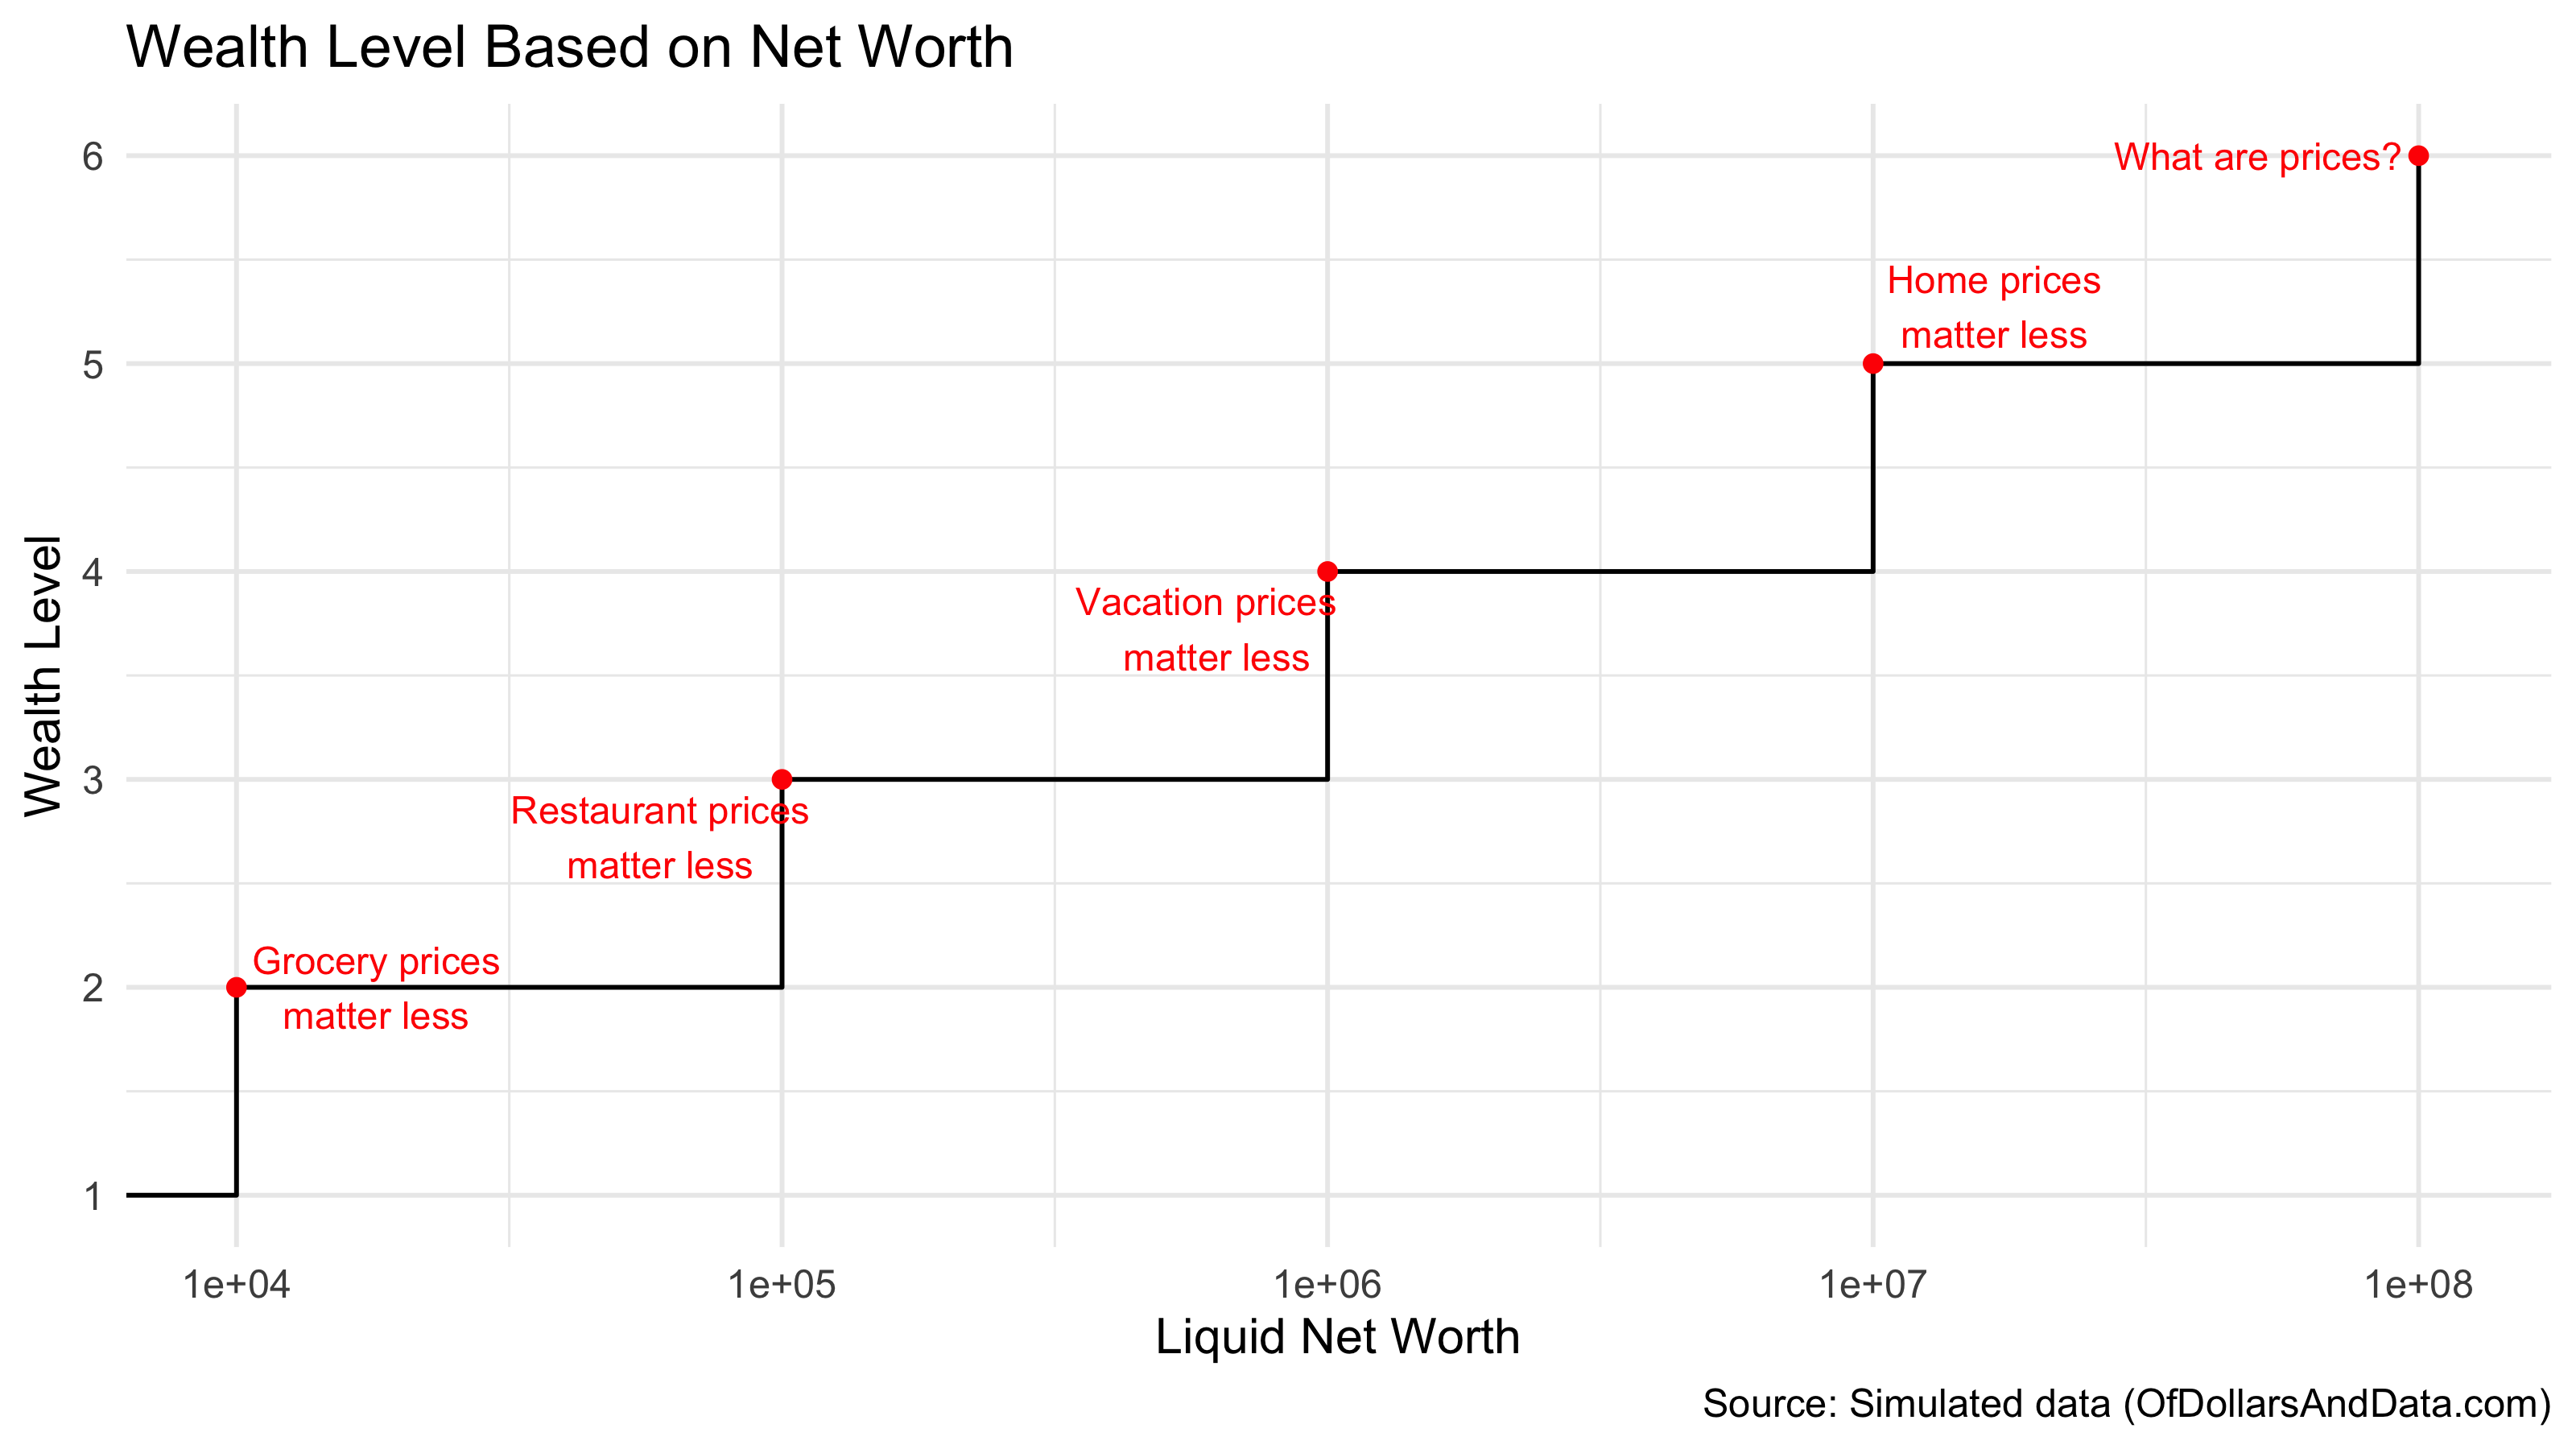 Wealth Level Based on Net Worth
6
What are prices?
Home prices
matter less
5
Wealth Level
4
Vacation prices
matter less
3
Restaurant prices
matter less
Grocery prices
2
matter less
1
1e+04 1e+05 1e+06 1e+07 1e+08
Liquid Net Worth
Source: Simulated data (OfDollarsAndData.com)